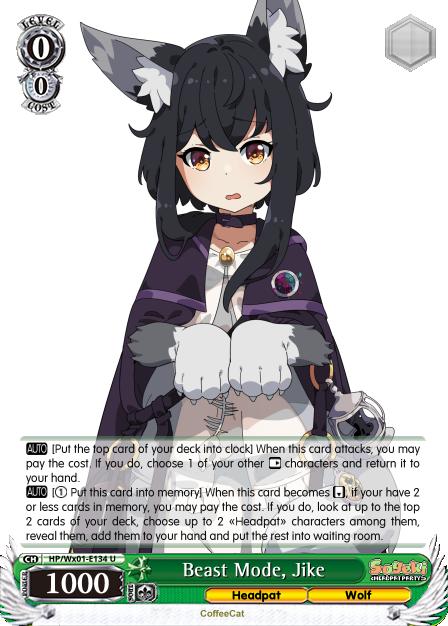 LEVEL
0
0
COST
AUTO [Put the top card of your deck into clock] When this card attacks, you may
pay the cost. If you do, choose 1 of your other characters and return it to
your hand.
AUTO [① Put this card into memory] When this card becomes , if your have 2
or less cards in memory, you may pay the cost. If you do, look at up to the top
2 cards of your deck, choose up to 2 «Headpat» characters among them,
reveal them, add them to your hand and put the rest into waiting room.
CH HP/Wx01-E134 U
POWER 1000 SOUL Beast Mode, Jike
HEADPAT PARTY
Headpat Wolf
CoffeeCat